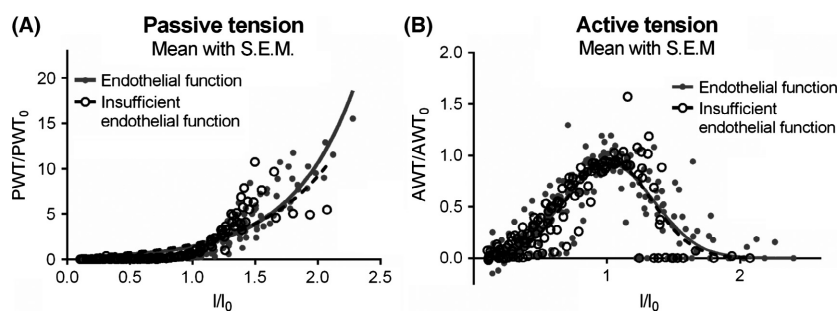 (A)
Passive tension
Mean with S.E.M.
Endothelial function
Insufficient
endothelial function
PWT/PWT0
20
15
10
5
0
0.0
0.5
1.0
1.5
2.0
2.5
I/I0
(B)
Active tension
Mean with S.E.M
Endothelial function
Insufficient
endothelial function
AWT/AWT0
2.0
1.5
1.0
0.5
0.0
1
2
I/I0